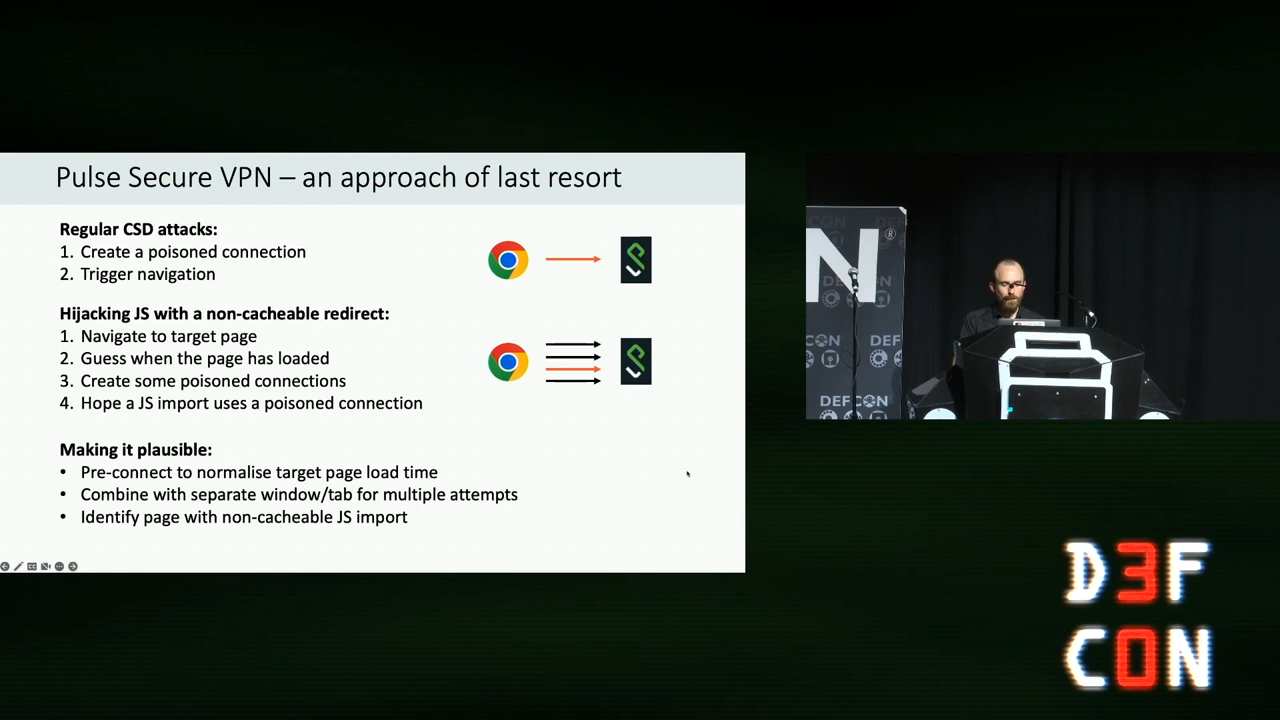 Pulse Secure VPN – an approach of last resort
Regular CSD attacks:
1. Create a poisoned connection
2. Trigger navigation
Hijacking JS with a non-cacheable redirect:
1. Navigate to target page
2. Guess when the page has loaded
3. Create some poisoned connections
4. Hope a JS import uses a poisoned connection
Making it plausible:
• Pre-connect to normalise target page load time
• Combine with separate window/tab for multiple attempts
• Identify page with non-cacheable JS import
N®
DEFCON
D3F
C0N